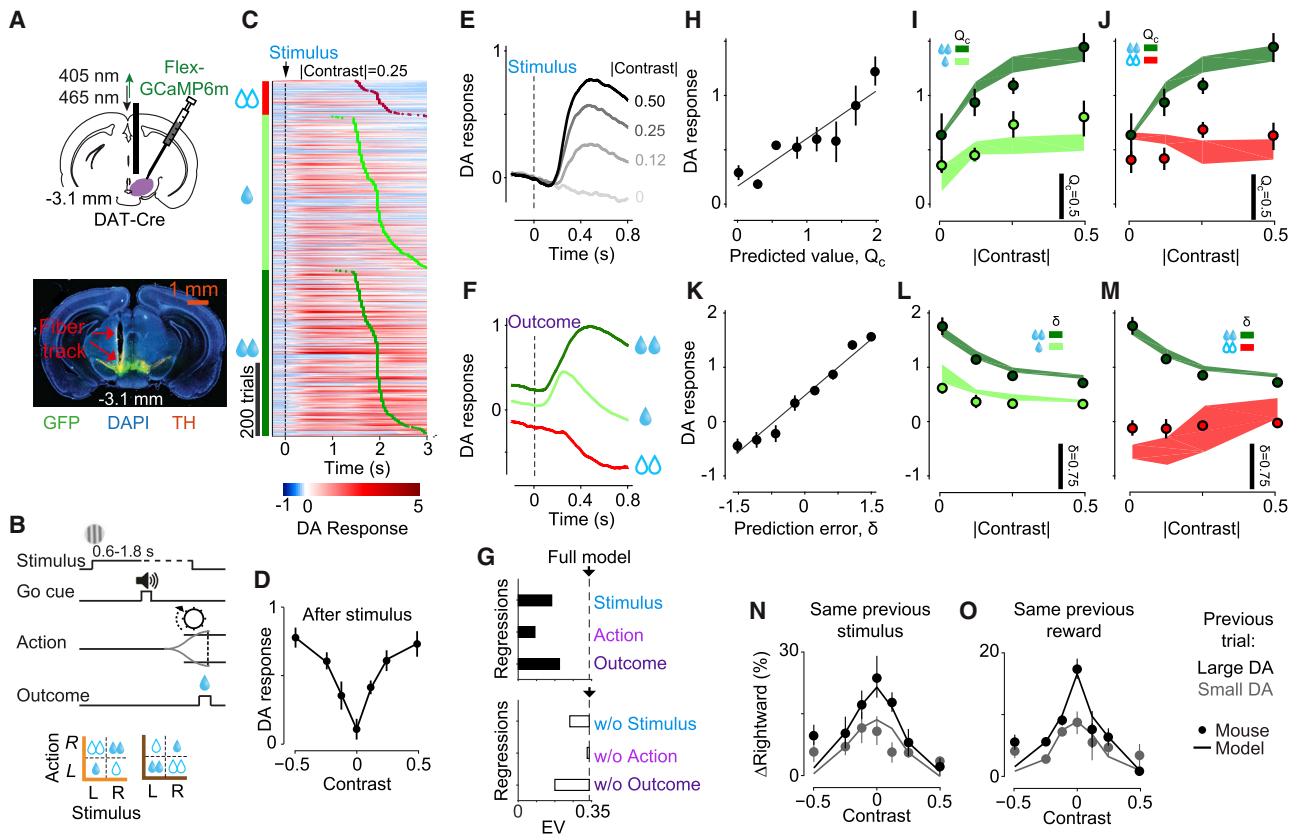 A
405 nm
465 nm
Flex-
GCaMP6m
-3.1 mm
DAT-Cre
1 mm
Fiber
track
-3.1 mm
GFP DAPI TH
B
0.6-1.8 s
Stimulus
Go cue
Action
Outcome
Action
R
L
L R L R
Stimulus
C
Stimulus
|Contrast|=0.25
200 trials
0 1 2 3
Time (s)
-1 0 5
DA Response
D
After stimulus
DA response
1
0
−0.5 0 0.5
Contrast
E
Stimulus
|Contrast|
DA response
1
0
0.50
0.25
0.12
0
0 0.4 0.8
Time (s)
F
Outcome
DA response
1
0
0 0.4 0.8
Time (s)
G
Full model
Regressions
Stimulus
Action
Outcome
Regressions
w/o Stimulus
w/o Action
w/o Outcome
0 0.35
EV
H
DA response
1
0
0 1 2
Predicted value, Qc
I
Qc
1
0
Qc=0.5
0 0.5
|Contrast|
J
Qc
Qc=0.5
0 0.5
|Contrast|
K
DA response
2
1
0
-1
-1.5 0 1.5
Prediction error, δ
L
δ
2
1
0
-1
δ=0.75
0 0.5
|Contrast|
M
δ
2
1
0
-1
δ=0.75
0 0.5
|Contrast|
N
Same previous
stimulus
ΔRightward (%)
30
0
−0.5 0 0.5
Contrast
O
Same previous
reward
20
0
−0.5 0 0.5
Contrast
Previous
trial:
Large DA
Small DA
Mouse
Model